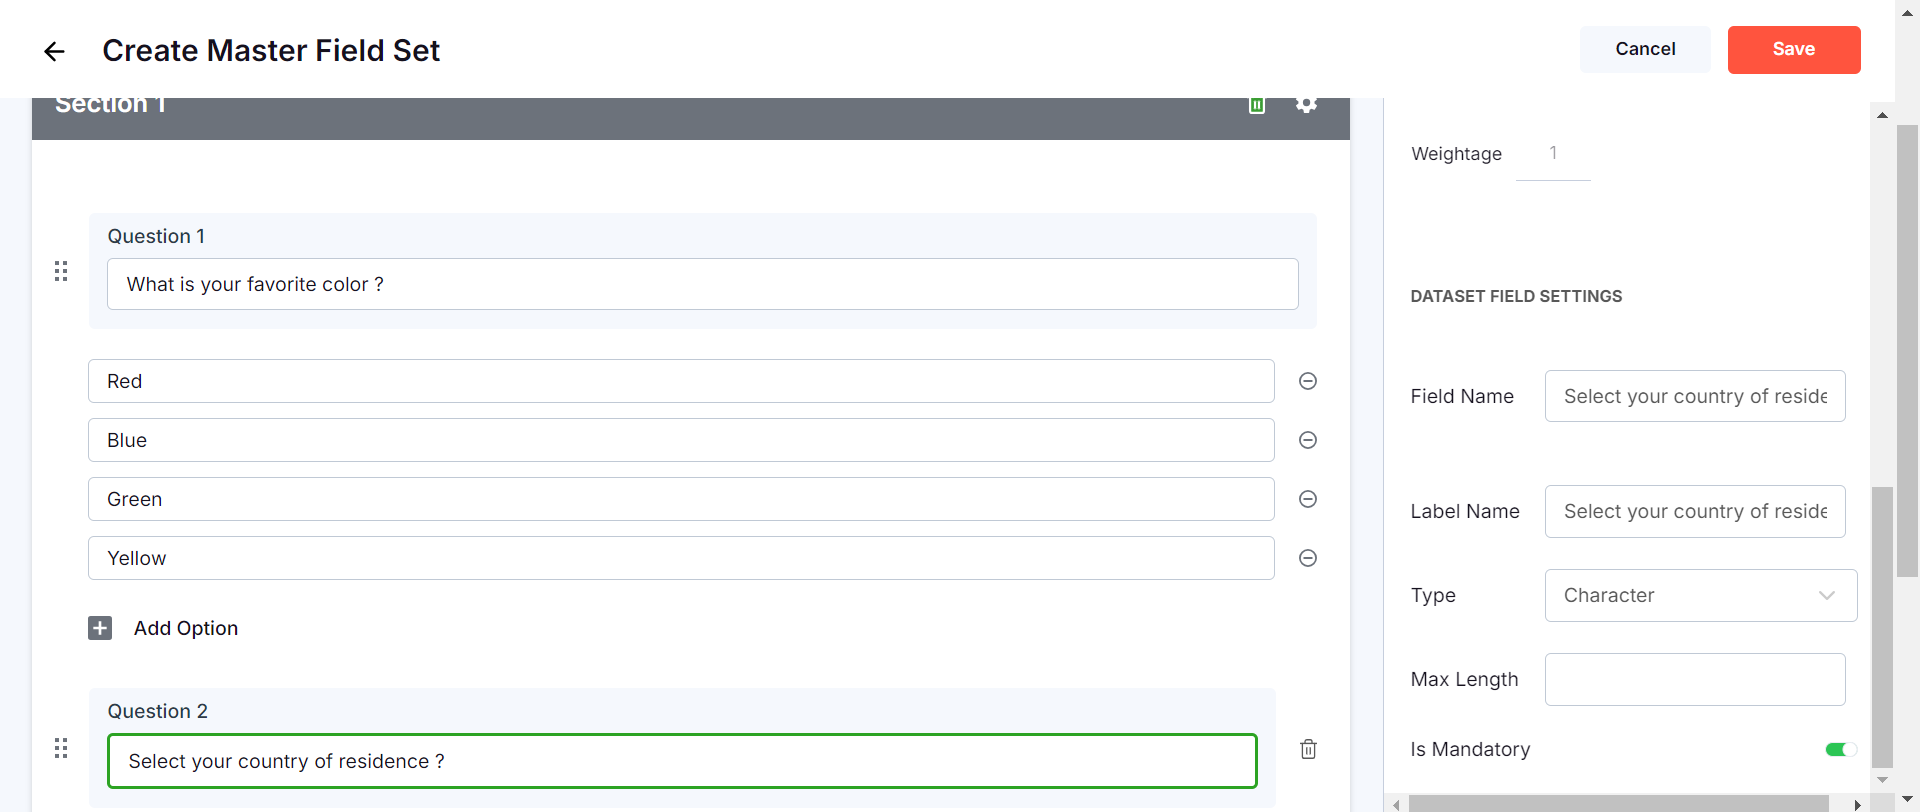 Create Master Field Set
Cancel
Save
Section 1
Question 1
What is your favorite color ?
Red
Blue
Green
Yellow
Add Option
Question 2
Select your country of residence ?
Weightage 1
DATASET FIELD SETTINGS
Field Name Select your country of reside
Label Name Select your country of reside
Type Character
Max Length
Is Mandatory